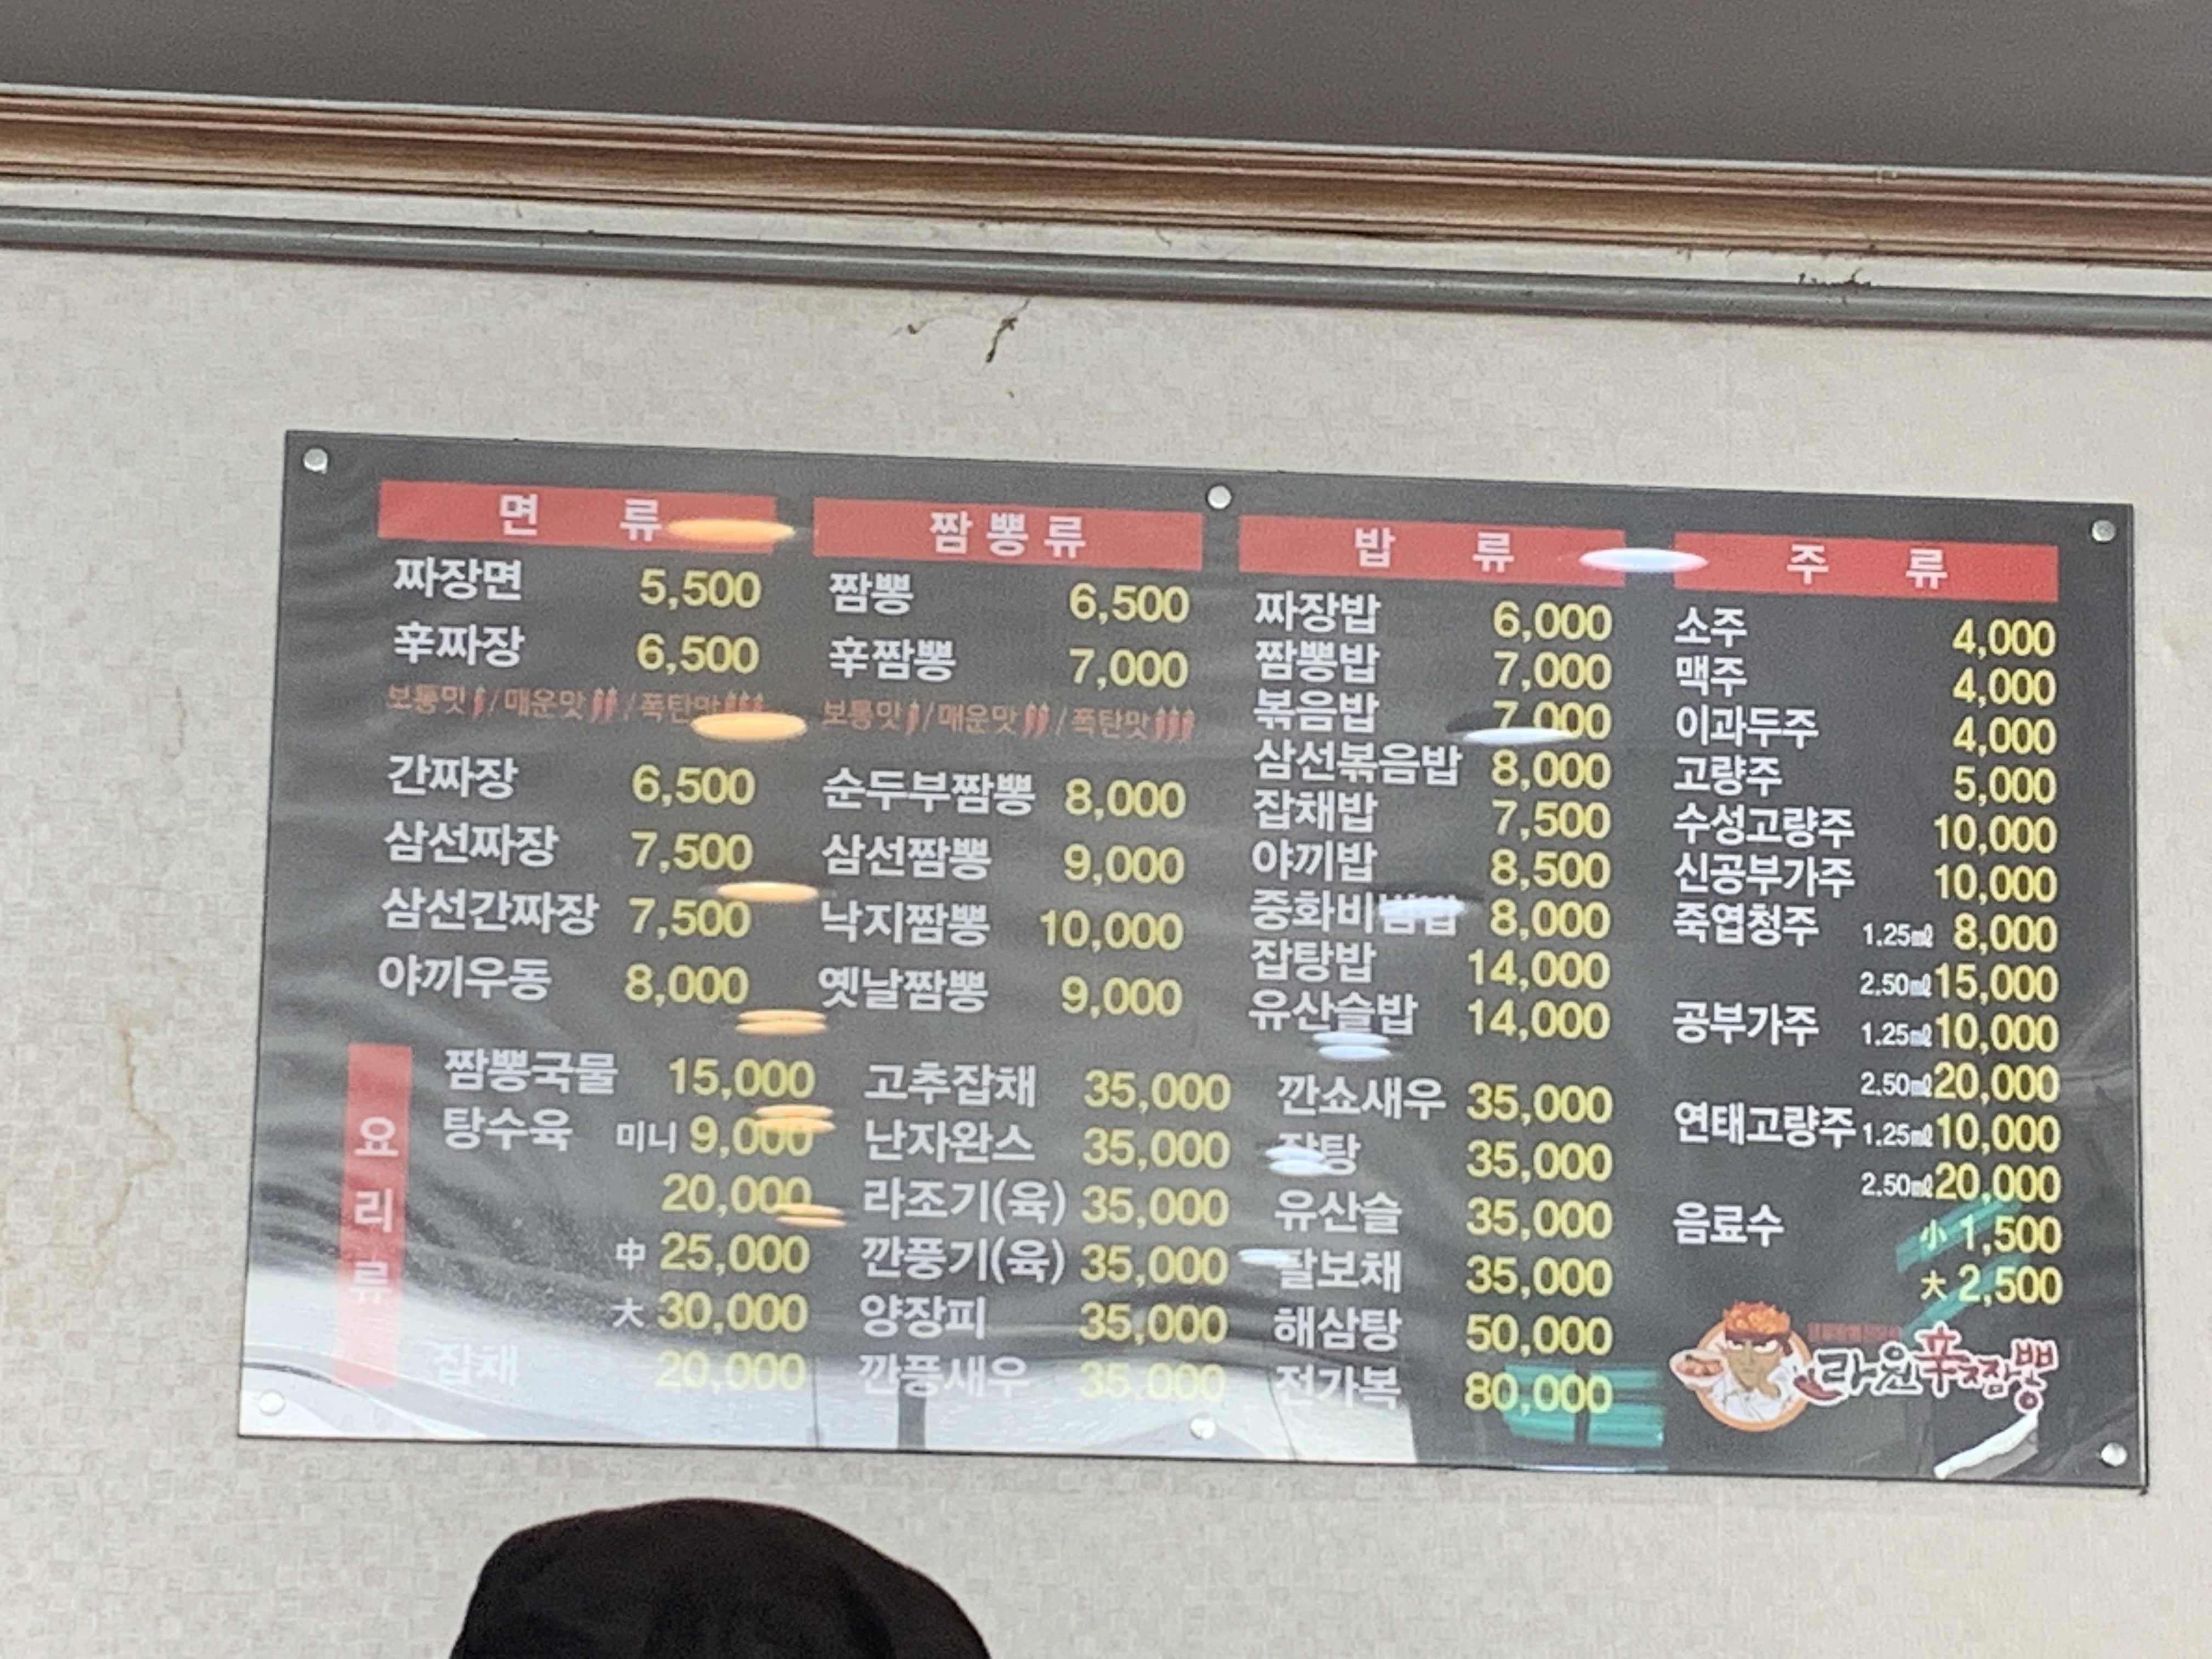 면 류
짜장면 5,500
辛짜장 6,500
보통맛/매운맛/폭탄맛
간짜장 6,500
삼선짜장 7,500
삼선간짜장 7,500
야끼우동 8,000
짬뽕류
짬뽕 6,500
辛짬뽕 7,000
보통맛/매운맛/폭탄맛
순두부짬뽕 8,000
삼선짬뽕 9,000
낙지짬뽕 10,000
옛날짬뽕 9,000
밥 류
짜장밥 6,000
짬뽕밥 7,000
볶음밥 7,000
삼선볶음밥 8,000
잡채밥 7,500
야끼밥 8,500
중화비빔밥 8,000
잡탕밥 14,000
유산슬밥 14,000
주 류
소주 4,000
맥주 4,000
이과두주 4,000
고량주 5,000
수성고량주 10,000
신공부가주 10,000
죽엽청주 1.25㎖ 8,000
2.50㎖ 15,000
공부가주 1.25㎖ 10,000
2.50㎖ 20,000
연태고량주 1.25㎖ 10,000
2.50㎖ 20,000
음료수 小 1,500
大 2,500
요리류
짬뽕국물 15,000
탕수육 미니 9,000
20,000
中 25,000
大 30,000
잡채 20,000
고추잡채 35,000
난자완스 35,000
라조기(육) 35,000
깐풍기(육) 35,000
양장피 35,000
깐풍새우 35,000
깐쇼새우 35,000
잡탕 35,000
유산슬 35,000
팔보채 35,000
해삼탕 50,000
전가복 80,000
라원辛짬뽕